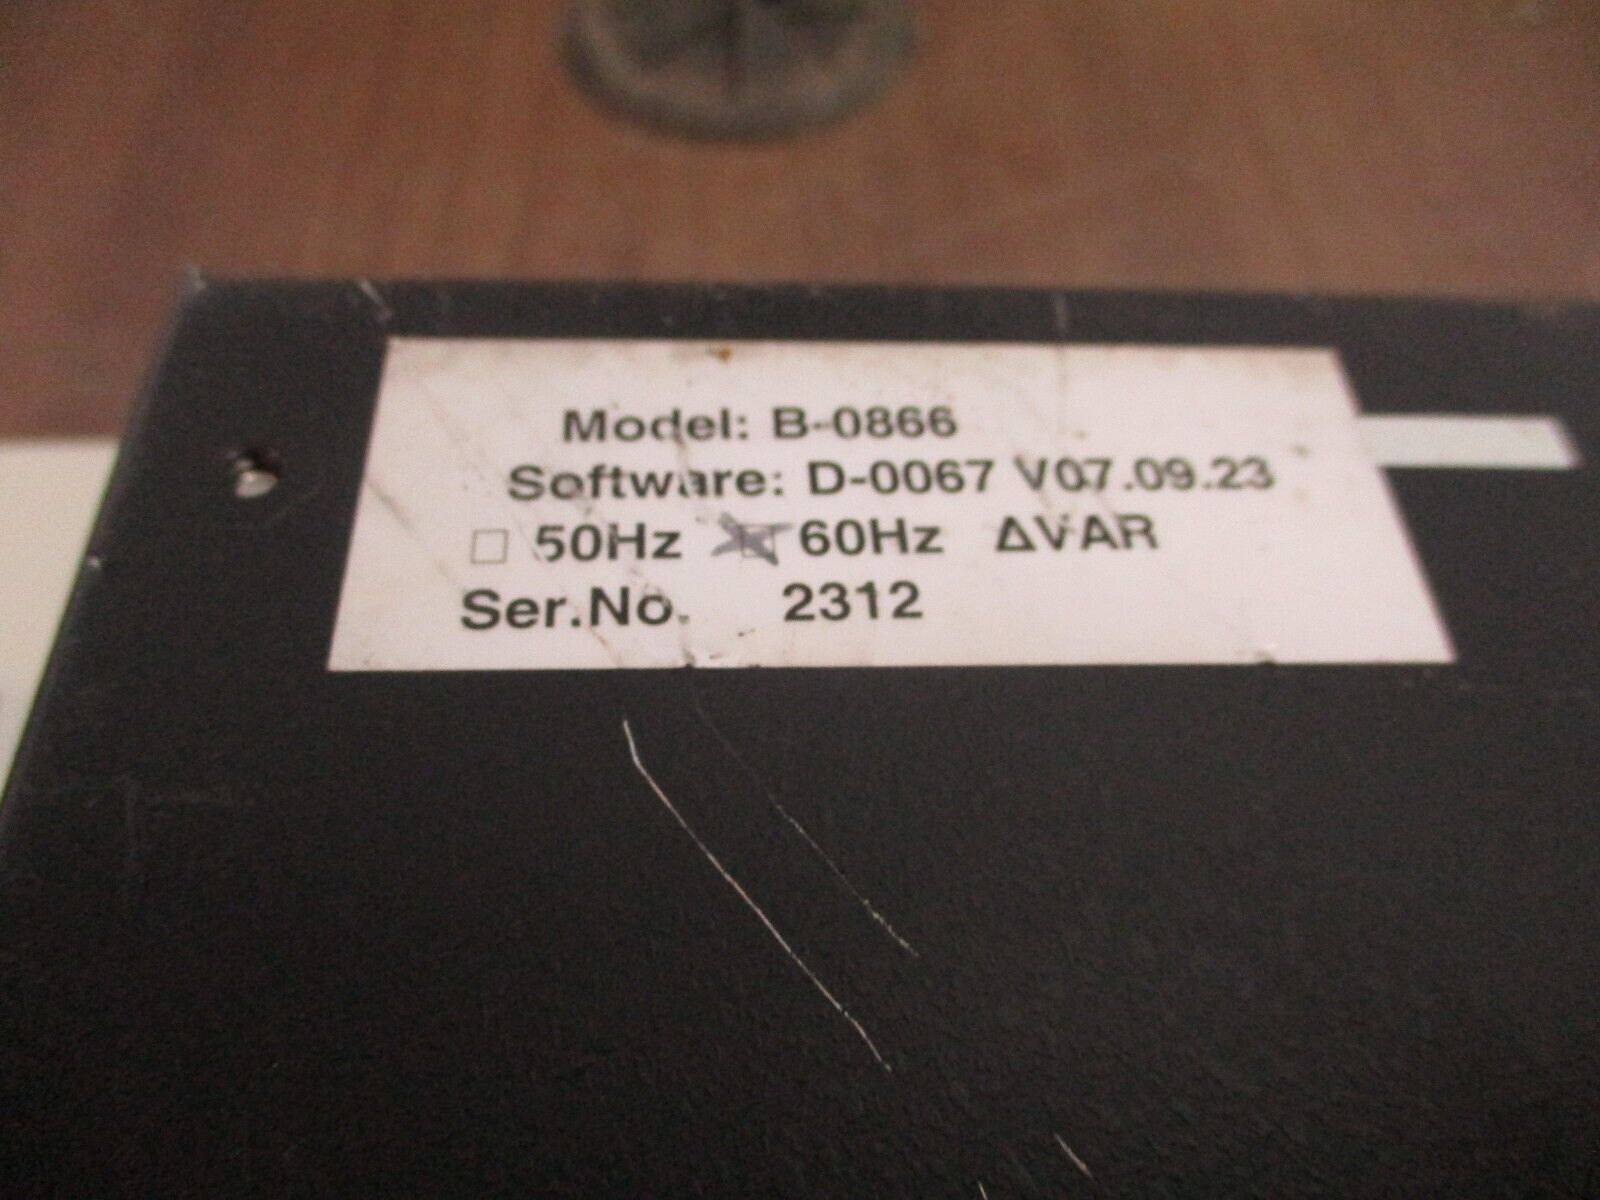 Model: B-0866
Software: D-0067 V07.09.23
☐ 50Hz ☒ 60Hz ΔVAR
Ser.No. 2312